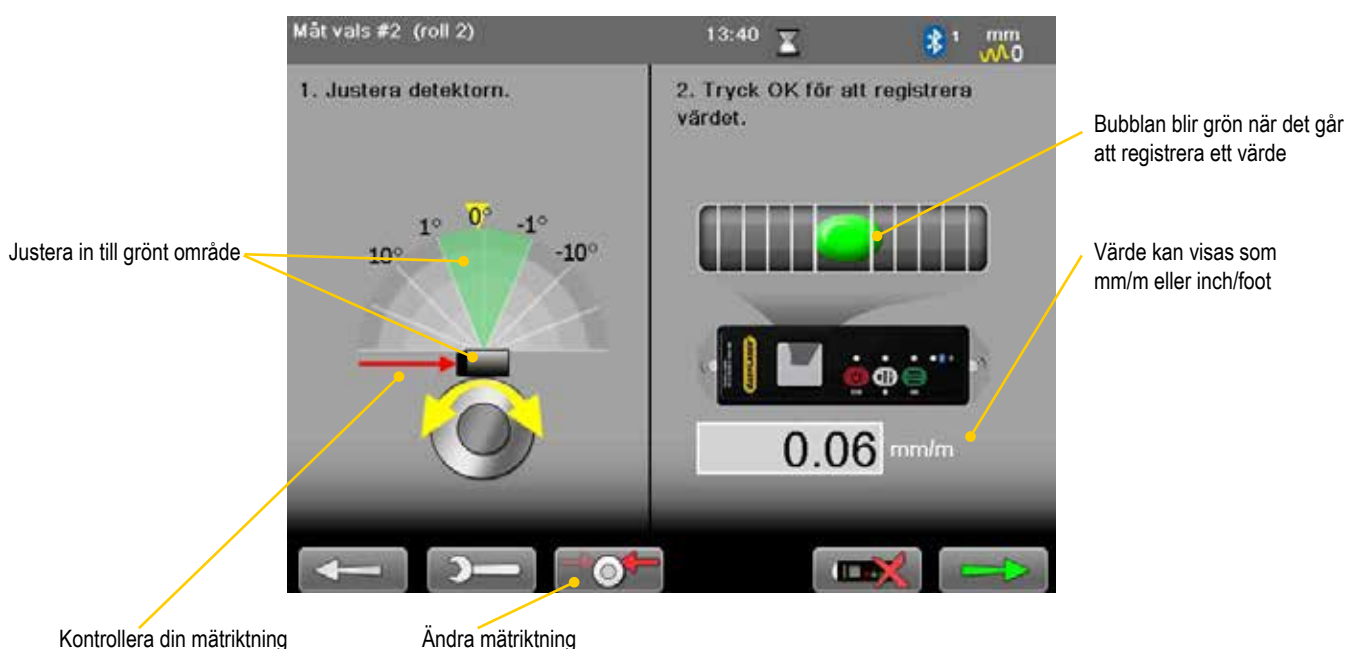 Mät vals #2 (roll 2)
13:40
1
mm
0
1. Justera detektorn.
2. Tryck OK för att registrera
värdet.
Bubblan blir grön när det går
att registrera ett värde
Justera in till grönt område
10°
1°
0°
-1°
-10°
Värde kan visas som
mm/m eller inch/foot
EASYLASER
0.06 mm/m
Kontrollera din mätriktning
Ändra mätriktning